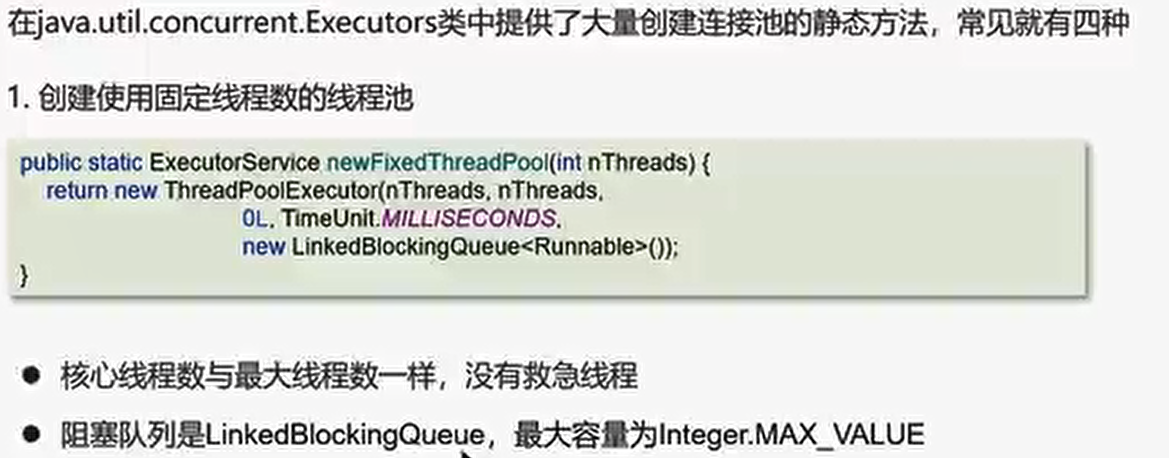 在java.util.concurrent.Executors类中提供了大量创建连接池的静态方法，常见就有四种
1. 创建使用固定线程数的线程池
public static ExecutorService newFixedThreadPool(int nThreads) {
return new ThreadPoolExecutor(nThreads, nThreads,
0L, TimeUnit.MILLISECONDS,
new LinkedBlockingQueue<Runnable>());
}
● 核心线程数与最大线程数一样，没有救急线程
● 阻塞队列是LinkedBlockingQueue，最大容量为Integer.MAX_VALUE